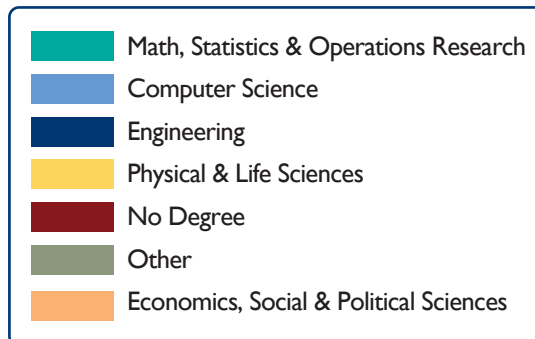 Math, Statistics & Operations Research
Computer Science
Engineering
Physical & Life Sciences
No Degree
Other
Economics, Social & Political Sciences